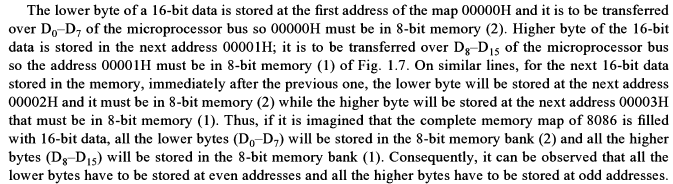 The lower byte of a 16-bit data is stored at the first address of the map 00000H and it is to be transferred
over D₀–D₇ of the microprocessor bus so 00000H must be in 8-bit memory (2). Higher byte of the 16-bit
data is stored in the next address 00001H; it is to be transferred over D₈–D₁₅ of the microprocessor bus
so the address 00001H must be in 8-bit memory (1) of Fig. 1.7. On similar lines, for the next 16-bit data
stored in the memory, immediately after the previous one, the lower byte will be stored at the next address
00002H and it must be in 8-bit memory (2) while the higher byte will be stored at the next address 00003H
that must be in 8-bit memory (1). Thus, if it is imagined that the complete memory map of 8086 is filled
with 16-bit data, all the lower bytes (D₀–D₇) will be stored in the 8-bit memory bank (2) and all the higher
bytes (D₈–D₁₅) will be stored in the 8-bit memory bank (1). Consequently, it can be observed that all the
lower bytes have to be stored at even addresses and all the higher bytes have to be stored at odd addresses.